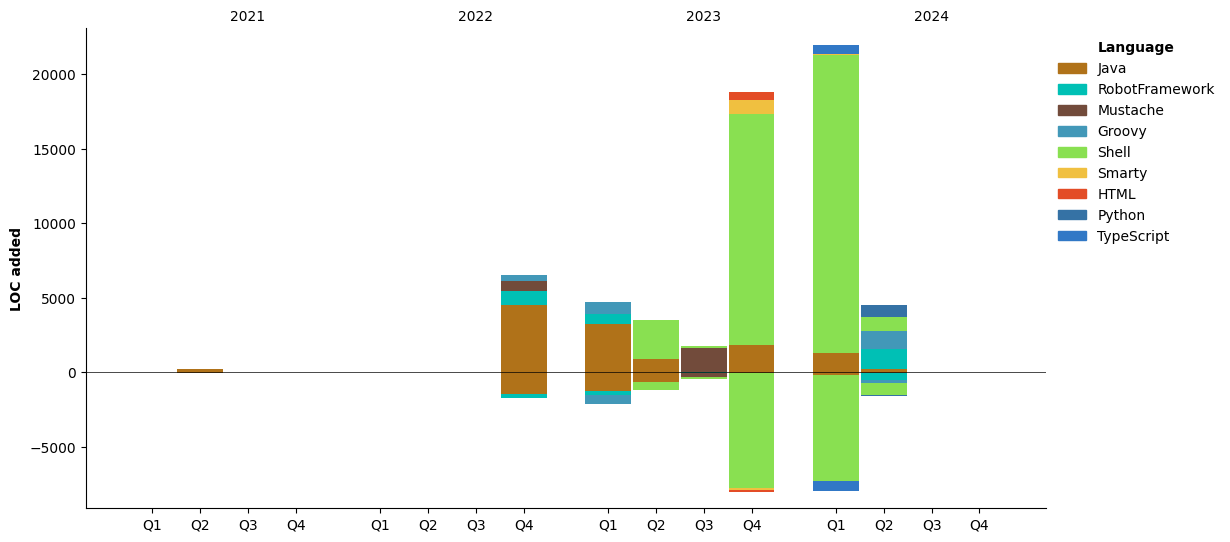 2021 2022 2023 2024
Language
Java
RobotFramework
Mustache
Groovy
Shell
Smarty
HTML
Python
TypeScript
LOC added
20000
15000
10000
5000
0
−5000
Q1 Q2 Q3 Q4 Q1 Q2 Q3 Q4 Q1 Q2 Q3 Q4 Q1 Q2 Q3 Q4